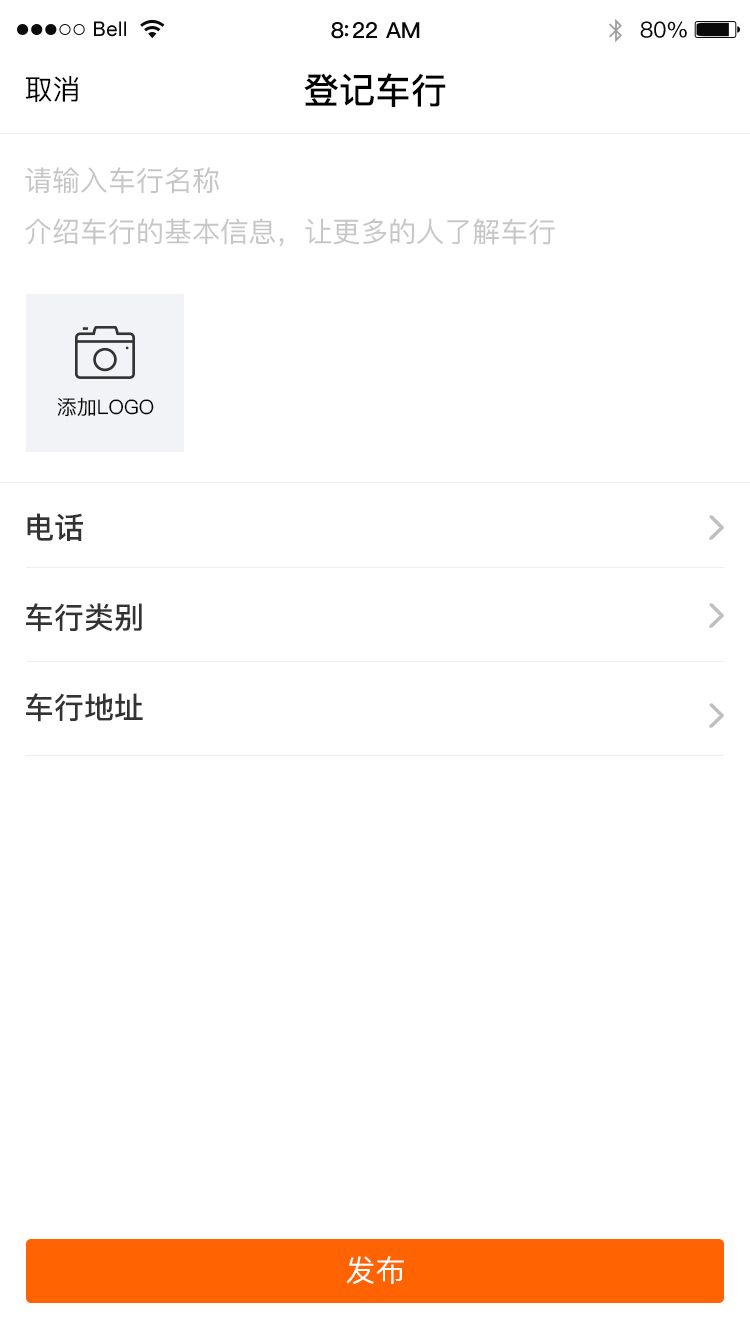 Bell 8:22 AM 80%
取消 登记车行
请输入车行名称
介绍车行的基本信息，让更多的人了解车行
添加LOGO
电话
车行类别
车行地址
发布